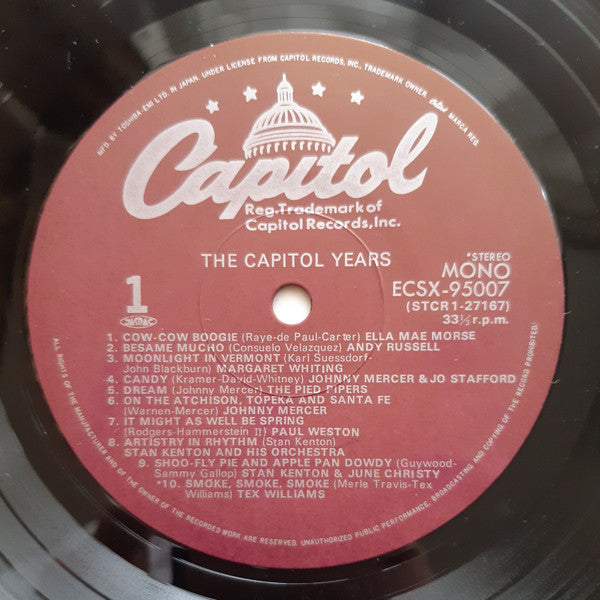 MFD. BY TOSHIBA-EMI LTD. IN JAPAN. UNDER LICENSE FROM CAPITOL RECORDS, INC., TRADEMARK OWNER. Capitol MARCA REG.
Capitol
Reg. Trademark of
Capitol Records, Inc.
THE CAPITOL YEARS
1
JASRAC
*STEREO
MONO
ECSX-95007
(STCR1-27167)
33⅓ r.p.m.
1. COW-COW BOOGIE (Raye-de Paul-Carter) ELLA MAE MORSE
2. BESAME MUCHO (Consuelo Velazquez) ANDY RUSSELL
3. MOONLIGHT IN VERMONT (Karl Suessdorf-
John Blackburn) MARGARET WHITING
4. CANDY (Kramer-David-Whitney) JOHNNY MERCER & JO STAFFORD
5. DREAM (Johnny Mercer) THE PIED PIPERS
6. ON THE ATCHISON, TOPEKA AND SANTA FE
(Warren-Mercer) JOHNNY MERCER
7. IT MIGHT AS WELL BE SPRING
(Rodgers-Hammerstein II) PAUL WESTON
8. ARTISTRY IN RHYTHM (Stan Kenton)
STAN KENTON AND HIS ORCHESTRA
9. SHOO-FLY PIE AND APPLE PAN DOWDY (Guywood-
Sammy Gallop) STAN KENTON & JUNE CHRISTY
*10. SMOKE, SMOKE, SMOKE (Merle Travis-Tex
Williams) TEX WILLIAMS
ALL RIGHTS OF THE MANUFACTURER AND OF THE OWNER OF THE RECORDED WORK ARE RESERVED. UNAUTHORIZED PUBLIC PERFORMANCE, BROADCASTING AND COPYING OF THE RECORD PROHIBITED.